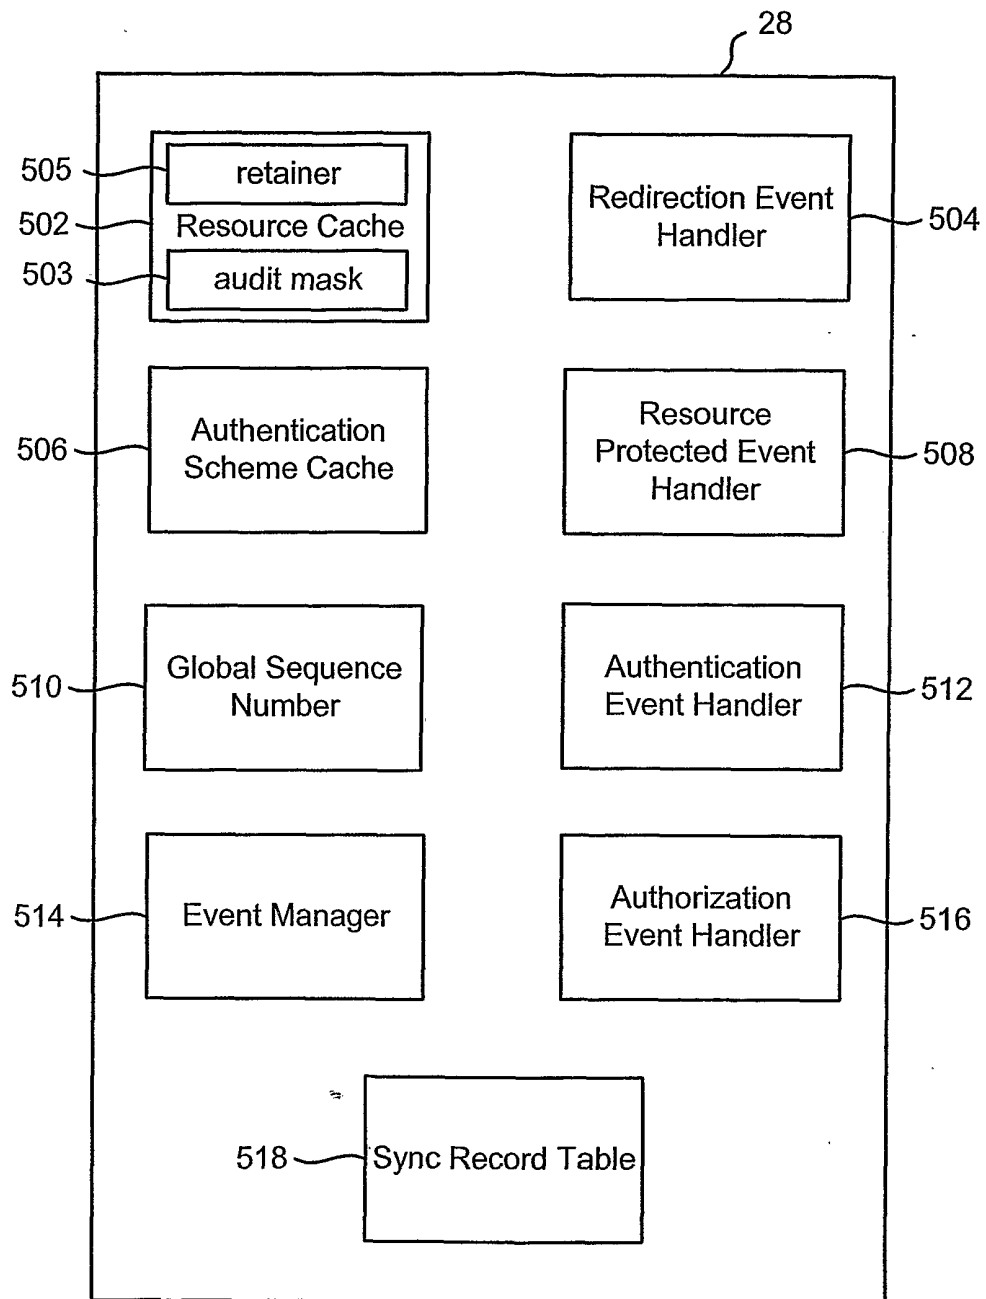 28
505
retainer
502
Resource Cache
503
audit mask
Redirection Event
Handler
504
506
Authentication
Scheme Cache
Resource
Protected Event
Handler
508
510
Global Sequence
Number
Authentication
Event Handler
512
514
Event Manager
Authorization
Event Handler
516
518
Sync Record Table